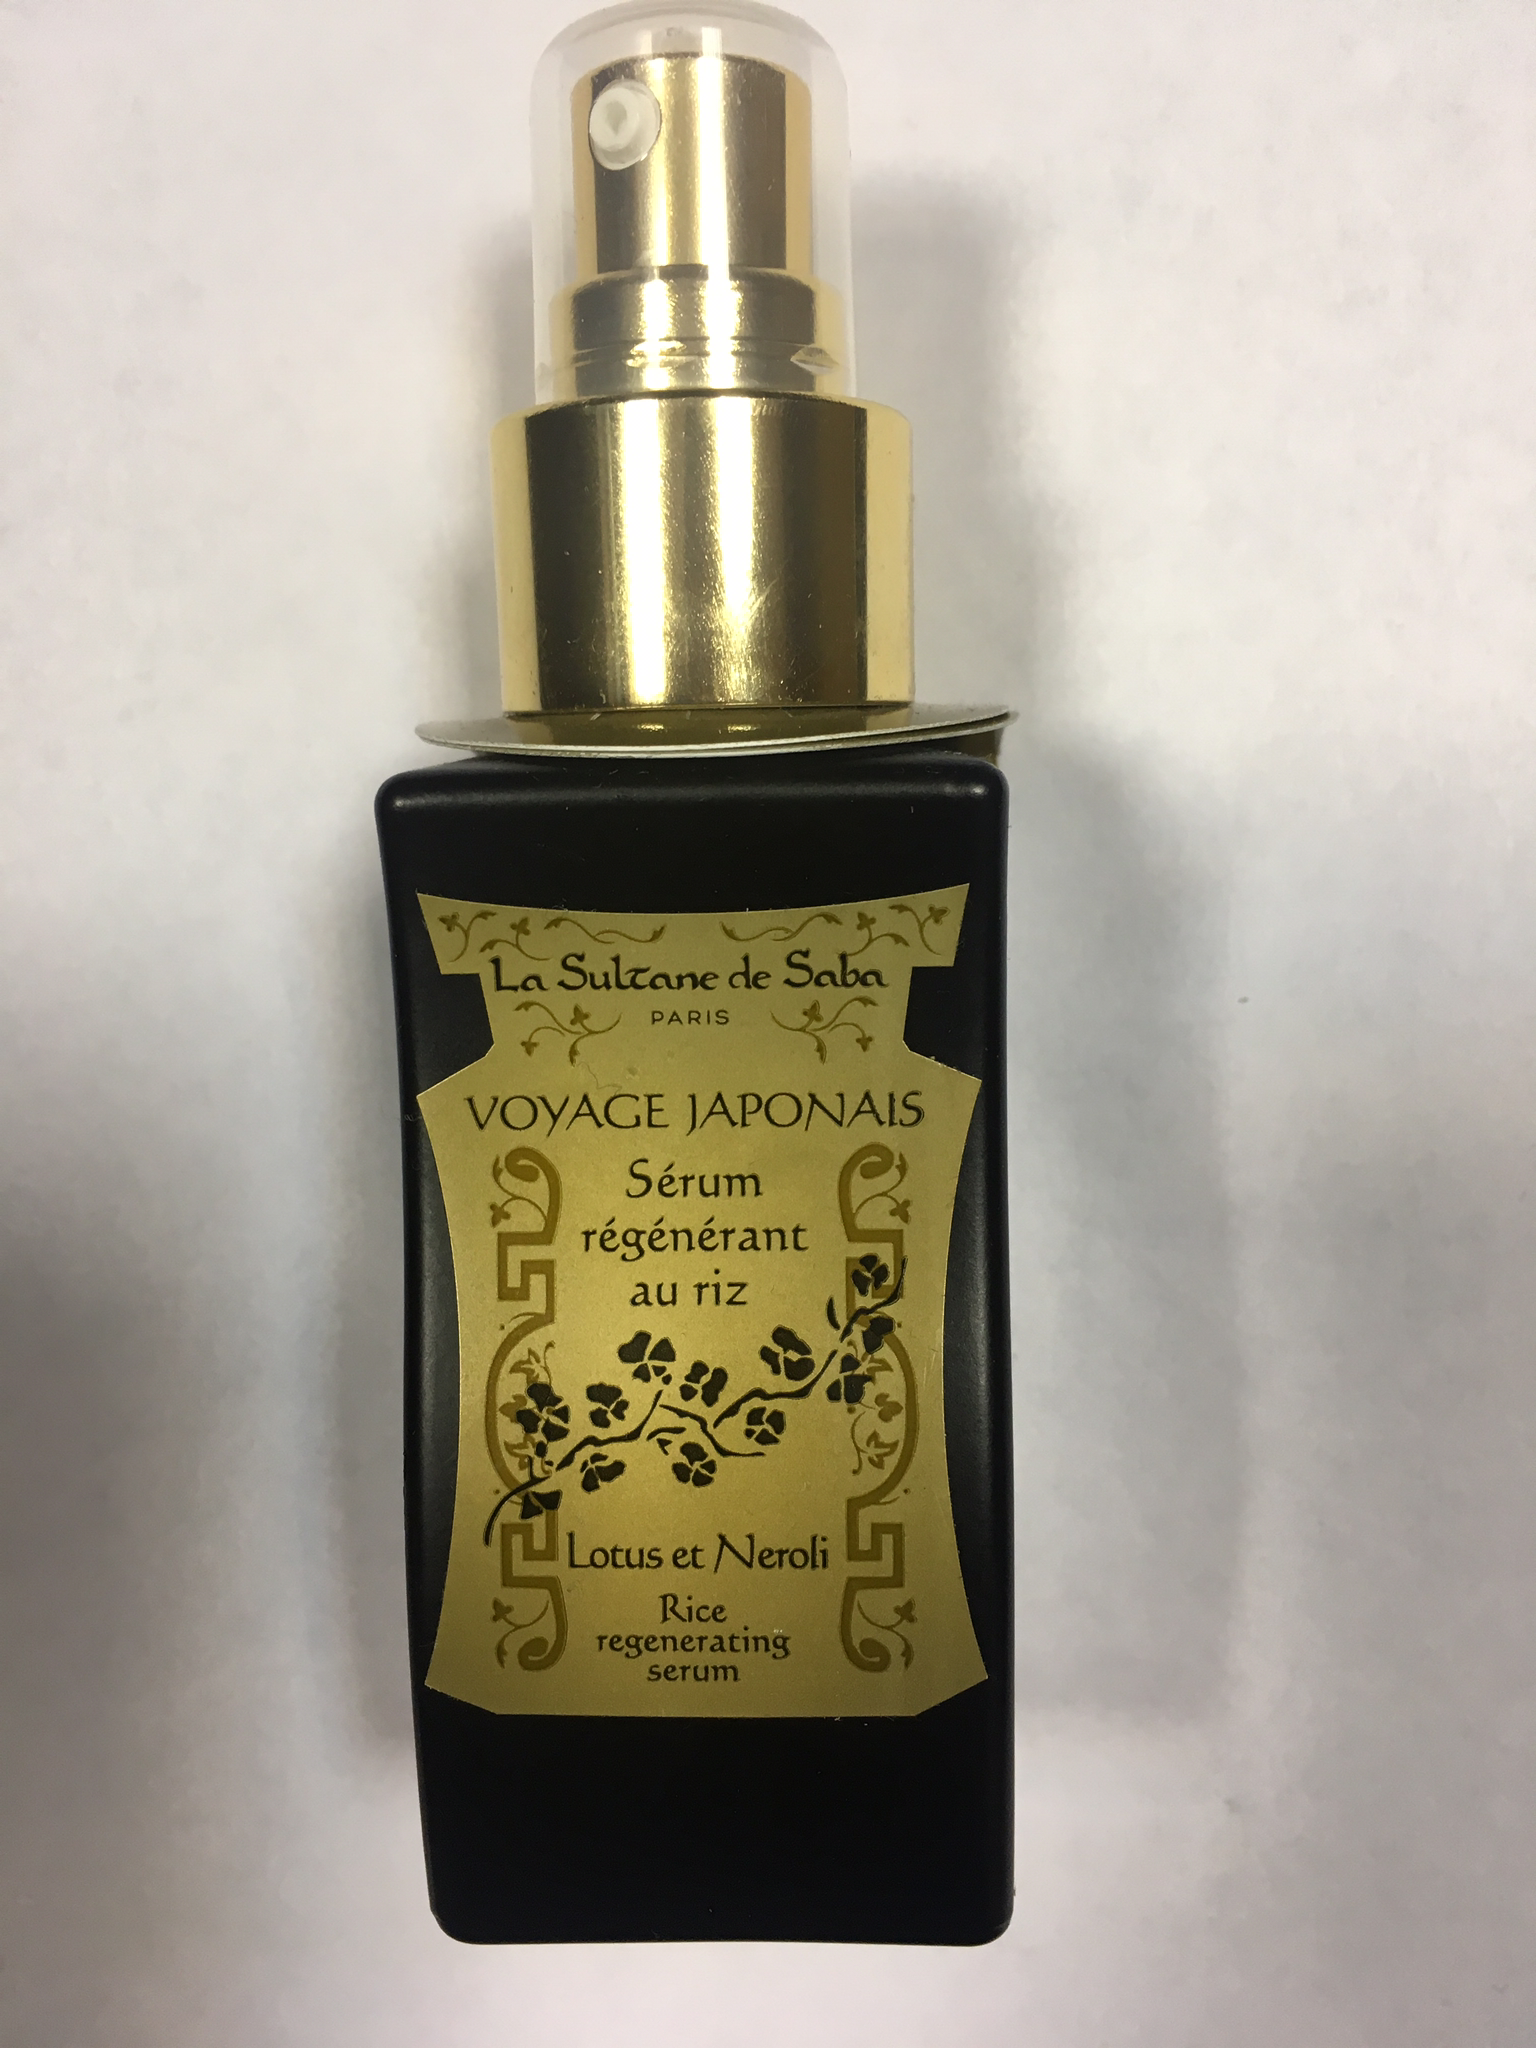 La Sultane de Saba
PARIS
VOYAGE JAPONAIS
Sérum
régénérant
au riz
Lotus et Neroli
Rice
regenerating
serum